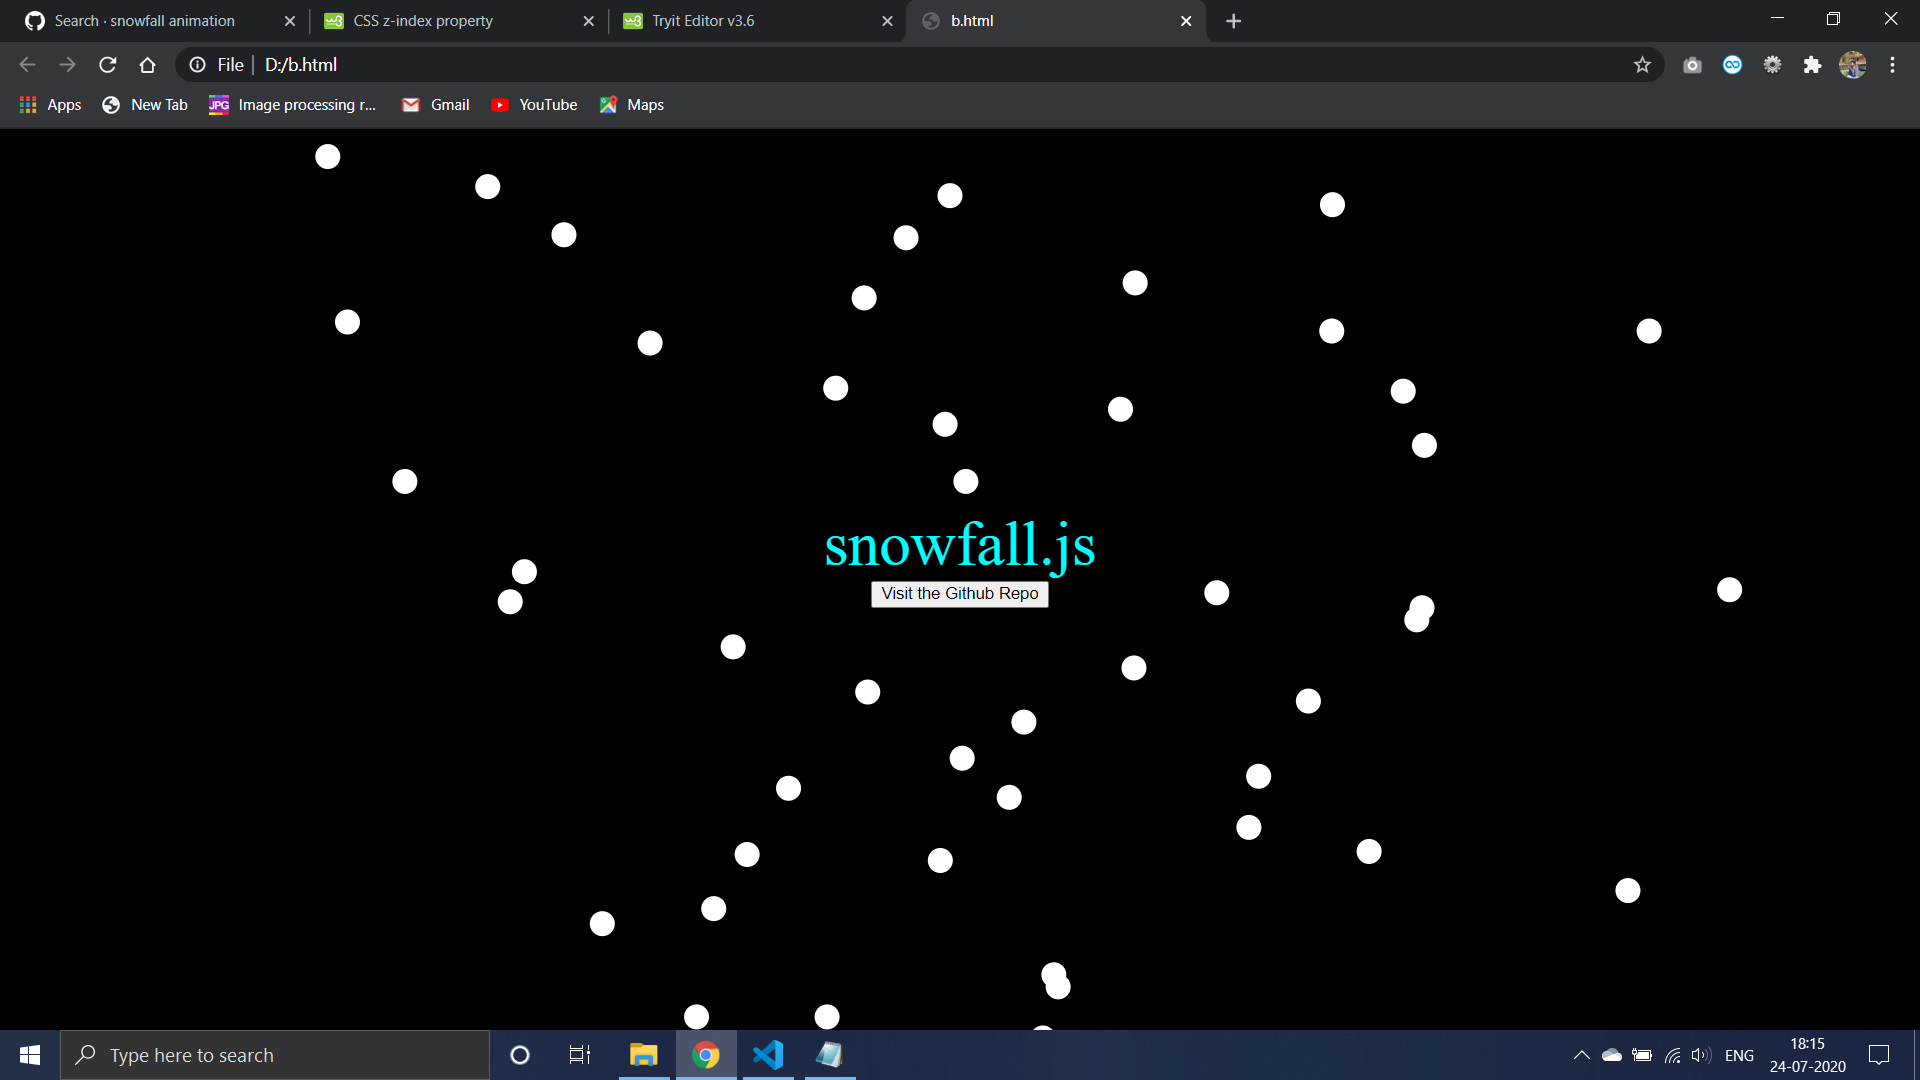 Search · snowfall animation
CSS z-index property
Tryit Editor v3.6
b.html
File | D:/b.html
Apps
New Tab
JPG
Image processing r...
Gmail
YouTube
Maps
snowfall.js
Visit the Github Repo
Type here to search
ENG
18:15
24-07-2020